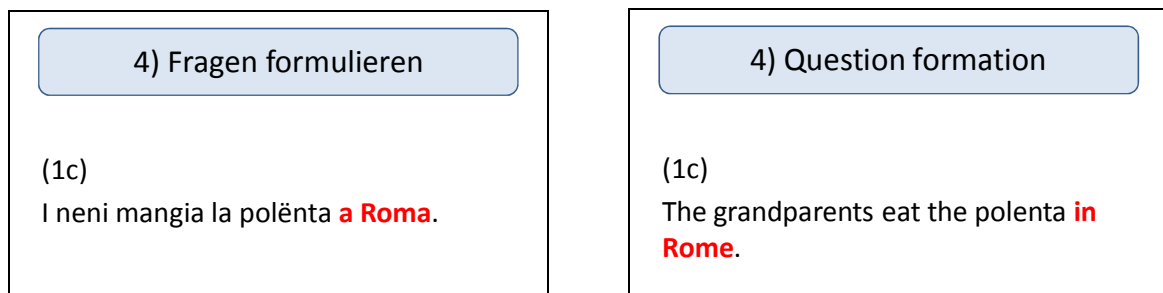 4) Fragen formulieren
(1c)
I neni mangia la polënta a Roma.
4) Question formation
(1c)
The grandparents eat the polenta in
Rome.